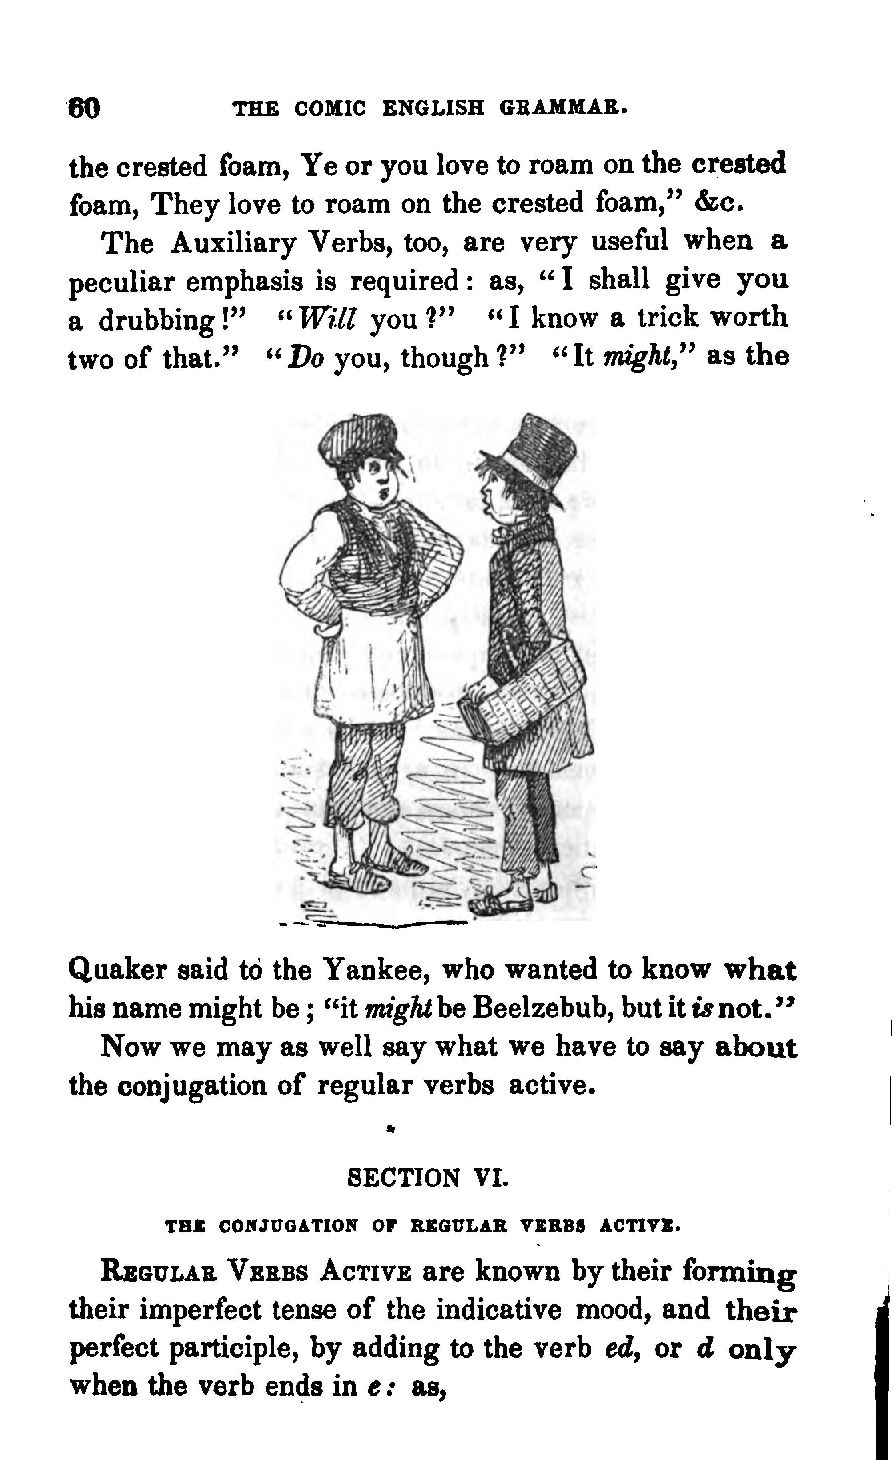 60 THE COMIC ENGLISH GRAMMAR.
the crested foam, Ye or you love to roam on the crested
foam, They love to roam on the crested foam,” &c.
The Auxiliary Verbs, too, are very useful when a
peculiar emphasis is required : as, “I shall give you
a drubbing !” “Will you ?” “I know a trick worth
two of that.” “Do you, though ?” “It might,” as the
Quaker said to the Yankee, who wanted to know what
his name might be ; “it might be Beelzebub, but it is not.”
Now we may as well say what we have to say about
the conjugation of regular verbs active.
SECTION VI.
THE CONJUGATION OF REGULAR VERBS ACTIVE.
REGULAR VERBS ACTIVE are known by their forming
their imperfect tense of the indicative mood, and their
perfect participle, by adding to the verb ed, or d only
when the verb ends in e : as,